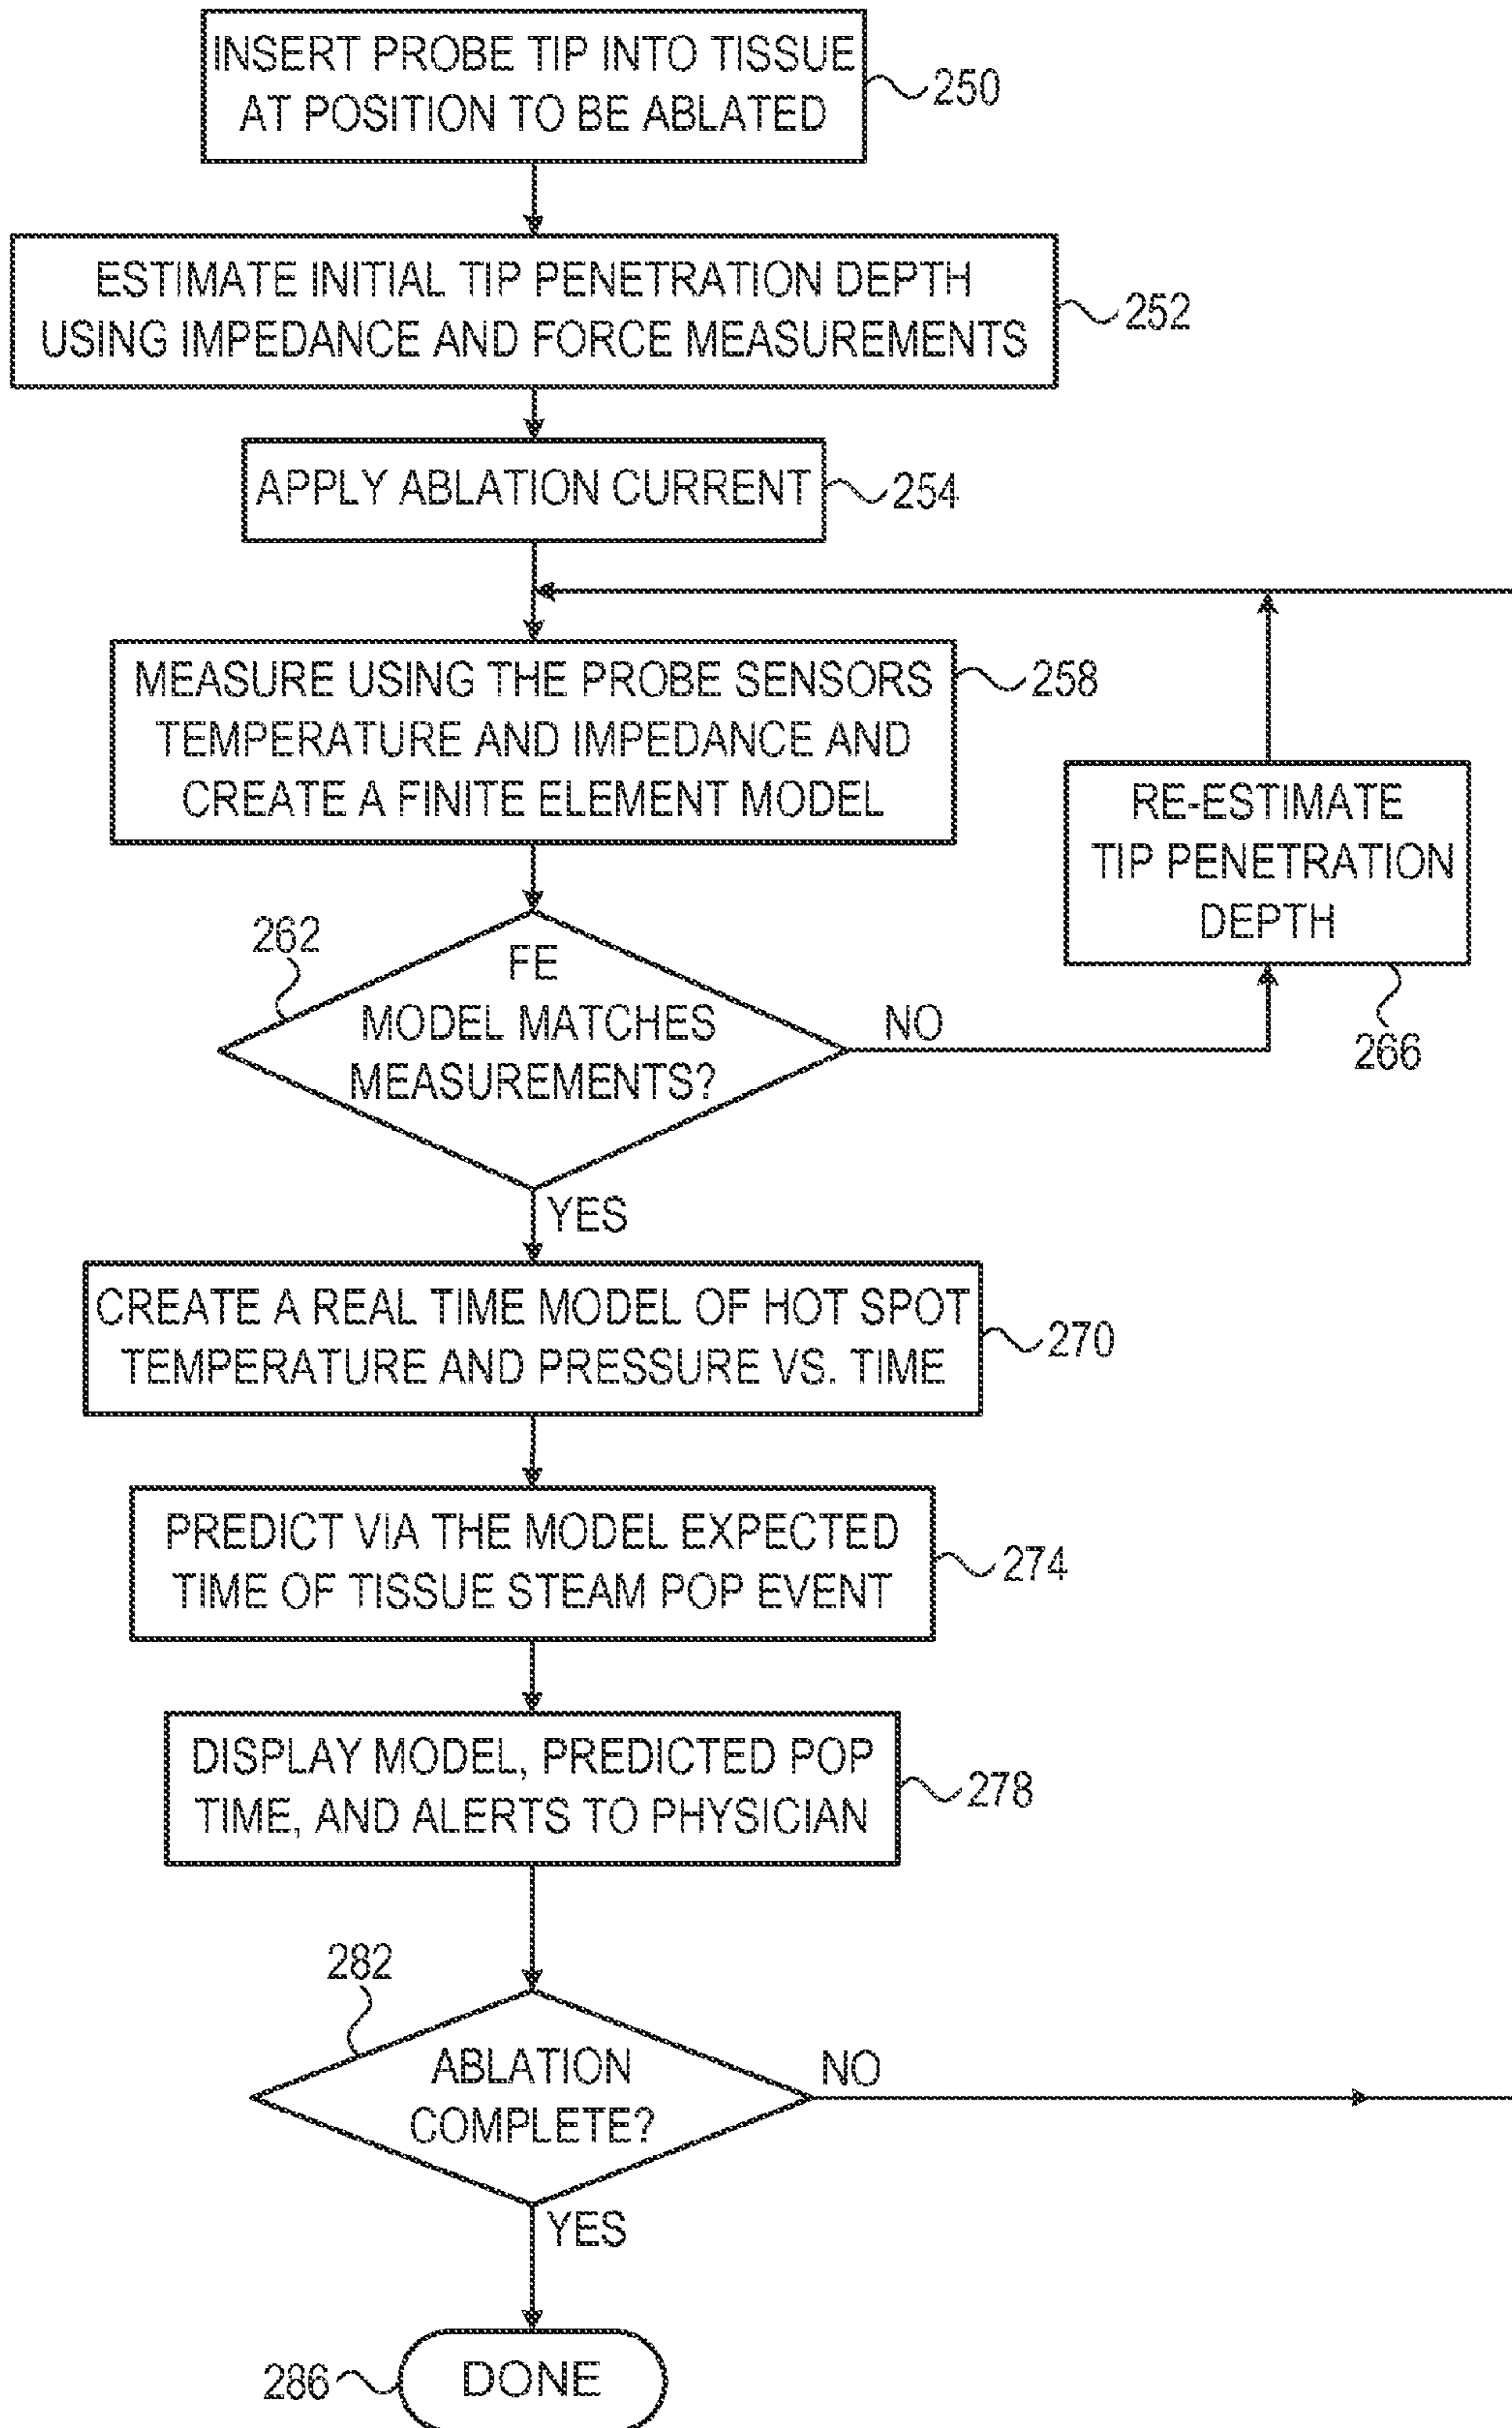 INSERT PROBE TIP INTO TISSUE
AT POSITION TO BE ABLATED
250
ESTIMATE INITIAL TIP PENETRATION DEPTH
USING IMPEDANCE AND FORCE MEASUREMENTS
252
APPLY ABLATION CURRENT
254
MEASURE USING THE PROBE SENSORS
TEMPERATURE AND IMPEDANCE AND
CREATE A FINITE ELEMENT MODEL
258
RE-ESTIMATE
TIP PENETRATION
DEPTH
266
262
FE
MODEL MATCHES
MEASUREMENTS?
NO
YES
CREATE A REAL TIME MODEL OF HOT SPOT
TEMPERATURE AND PRESSURE VS. TIME
270
PREDICT VIA THE MODEL EXPECTED
TIME OF TISSUE STEAM POP EVENT
274
DISPLAY MODEL, PREDICTED POP
TIME, AND ALERTS TO PHYSICIAN
278
282
ABLATION
COMPLETE?
NO
YES
286
DONE